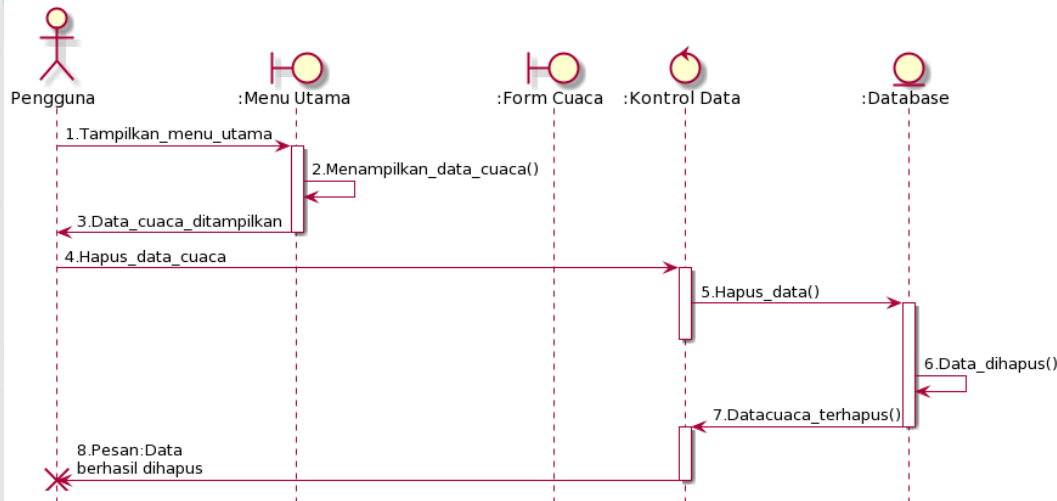 Pengguna
:Menu Utama
:Form Cuaca
:Kontrol Data
:Database
1.Tampilkan_menu_utama
2.Menampilkan_data_cuaca()
3.Data_cuaca_ditampilkan
4.Hapus_data_cuaca
5.Hapus_data()
6.Data_dihapus()
7.Datacuaca_terhapus()
8.Pesan:Data
berhasil dihapus